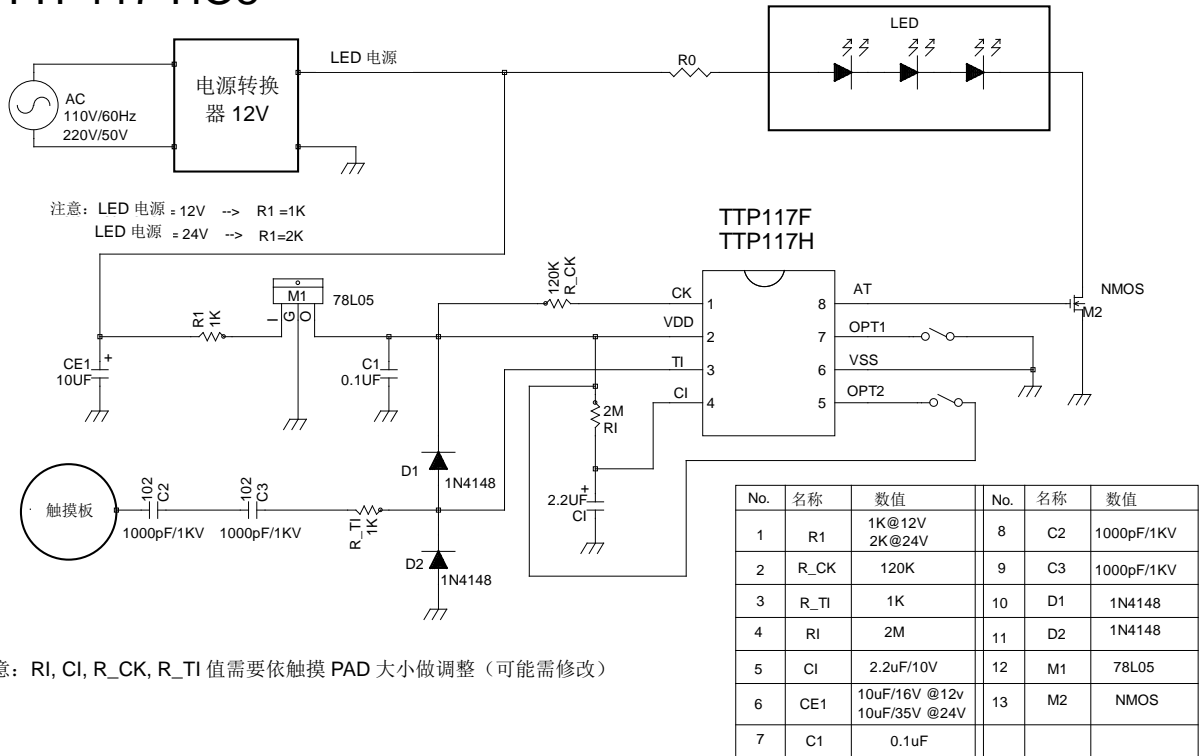 LED
LED 电源
R0
电源转换
器 12V
AC
110V/60Hz
220V/50V
注意：LED 电源 = 12V --> R1 =1K
LED 电源 = 24V --> R1=2K
TTP117F
TTP117H
120K
R_CK
CK
1
8
AT
NMOS
M2
M1
78L05
I
G
O
R1
1K
VDD
2
7
OPT1
CE1
10UF
+
C1
0.1UF
TI
3
6
VSS
CI
4
5
OPT2
2M
RI
D1
1N4148
触摸板
102
C2
1000pF/1KV
102
C3
1000pF/1KV
R_TI
1K
2.2UF
+
CI
D2
1N4148
No. 名称 数值 No. 名称 数值
1 R1 1K@12V 8 C2 1000pF/1KV
2K@24V
2 R_CK 120K 9 C3 1000pF/1KV
3 R_TI 1K 10 D1 1N4148
4 RI 2M 11 D2 1N4148
5 CI 2.2uF/10V 12 M1 78L05
6 CE1 10uF/16V @12v 13 M2 NMOS
10uF/35V @24V
7 C1 0.1uF
意：RI, CI, R_CK, R_TI 值需要依触摸 PAD 大小做调整（可能需修改）